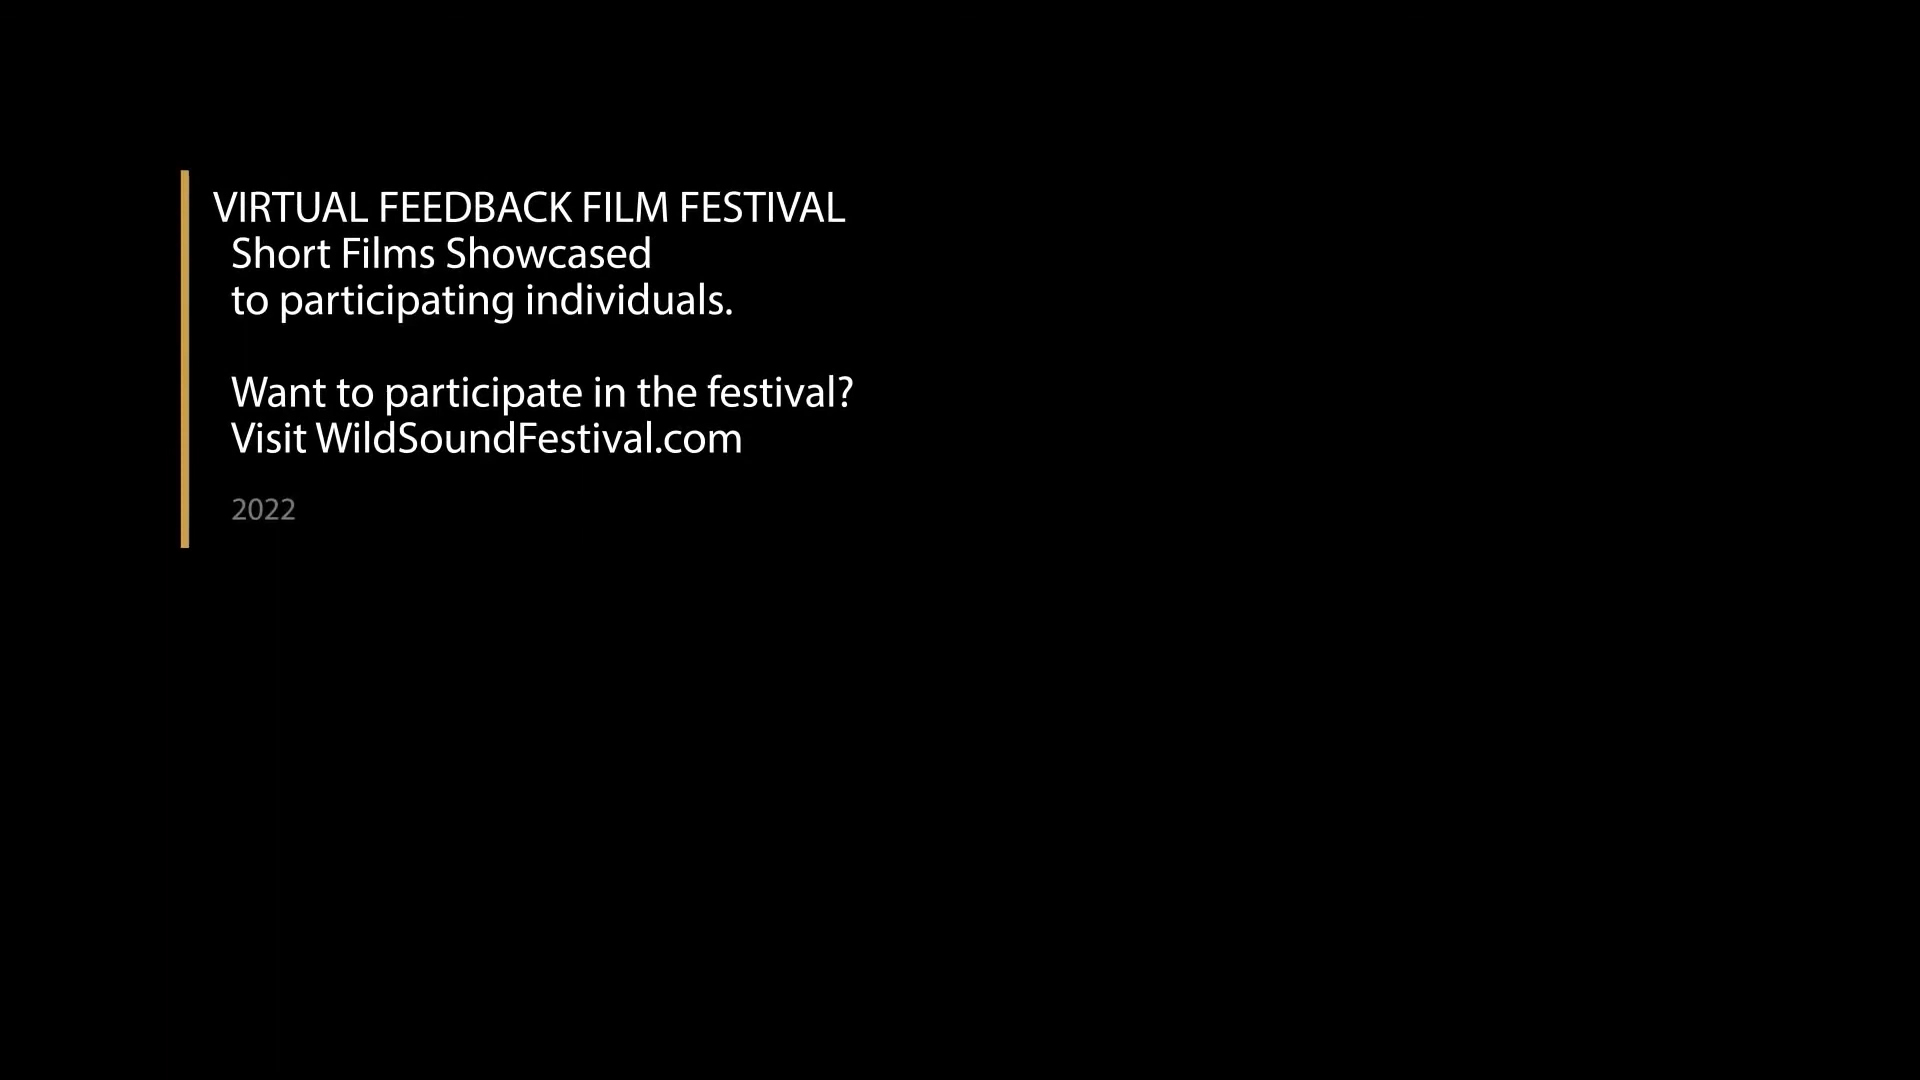 VIRTUAL FEEDBACK FILM FESTIVAL
Short Films Showcased
to participating individuals.
Want to participate in the festival?
Visit WildSoundFestival.com
2022